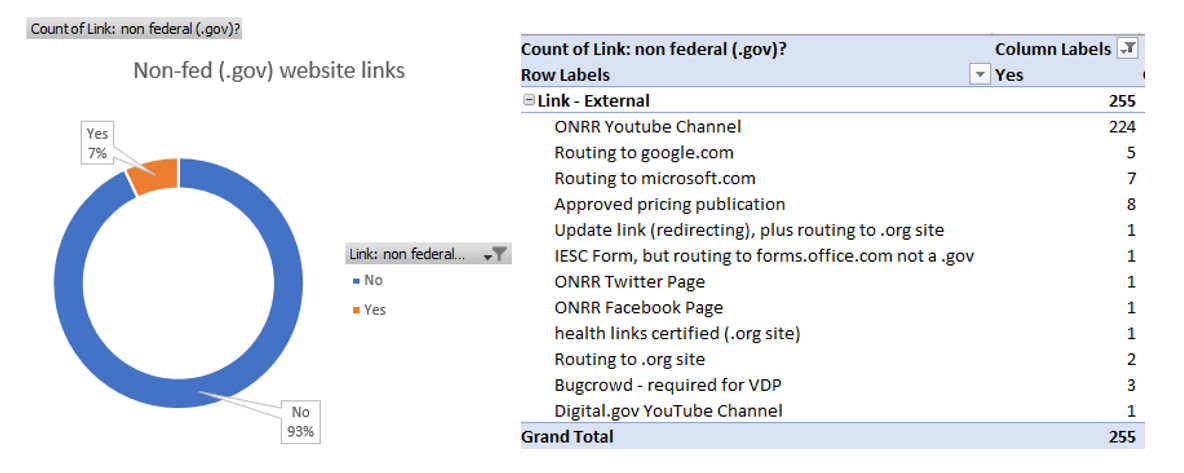 Count of Link: non federal (.gov)?
Non-fed (.gov) website links
Yes
7%
No
93%
Link: non federal...
No
Yes
Count of Link: non federal (.gov)? Column Labels
Row Labels Yes
Link - External 255
ONRR Youtube Channel 224
Routing to google.com 5
Routing to microsoft.com 7
Approved pricing publication 8
Update link (redirecting), plus routing to .org site 1
IESC Form, but routing to forms.office.com not a .gov 1
ONRR Twitter Page 1
ONRR Facebook Page 1
health links certified (.org site) 1
Routing to .org site 2
Bugcrowd - required for VDP 3
Digital.gov YouTube Channel 1
Grand Total 255